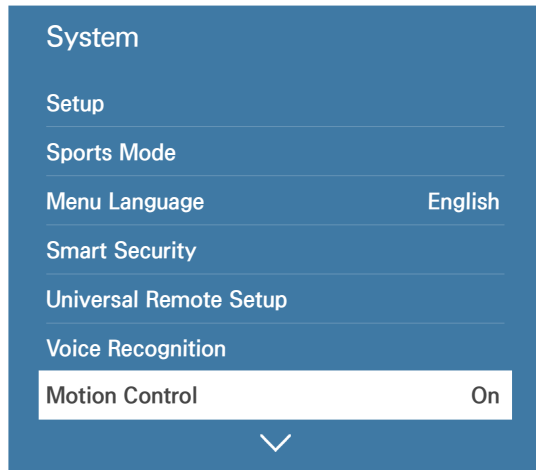 System
Setup
Sports Mode
Menu Language English
Smart Security
Universal Remote Setup
Voice Recognition
Motion Control On